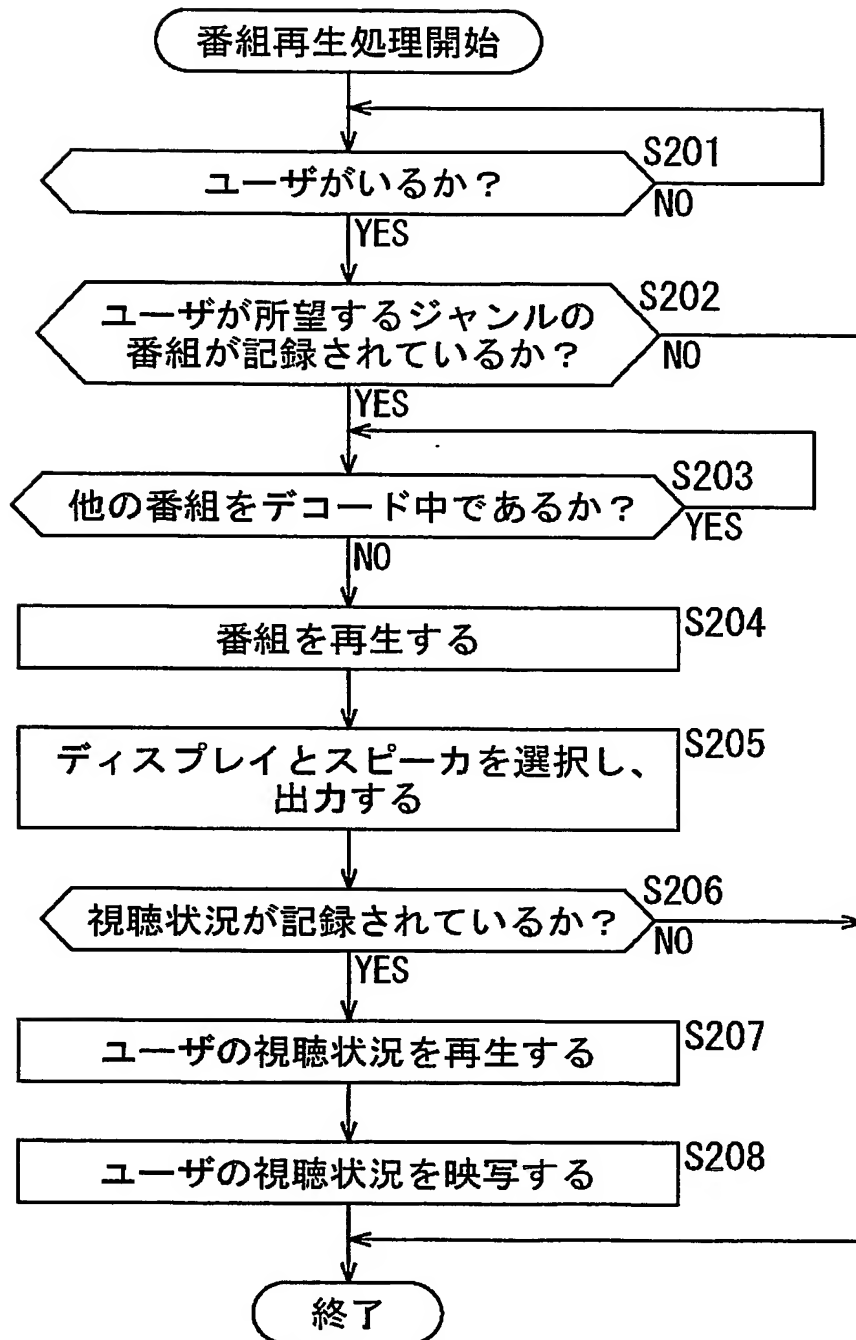 番組再生処理開始
ユーザがいるか？
S201
NO
YES
ユーザが所望するジャンルの
番組が記録されているか？
S202
NO
YES
他の番組をデコード中であるか？
S203
YES
NO
番組を再生する
S204
ディスプレイとスピーカを選択し、
出力する
S205
視聴状況が記録されているか？
S206
NO
YES
ユーザの視聴状況を再生する
S207
ユーザの視聴状況を映写する
S208
終了